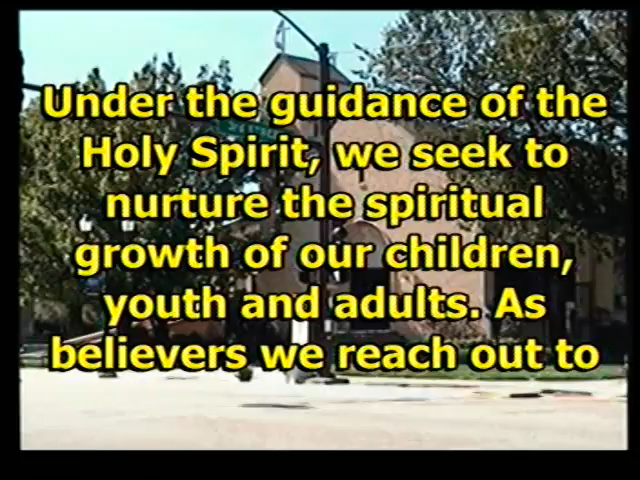 Under the guidance of the
Holy Spirit, we seek to
nurture the spiritual
growth of our children,
youth and adults. As
believers we reach out to